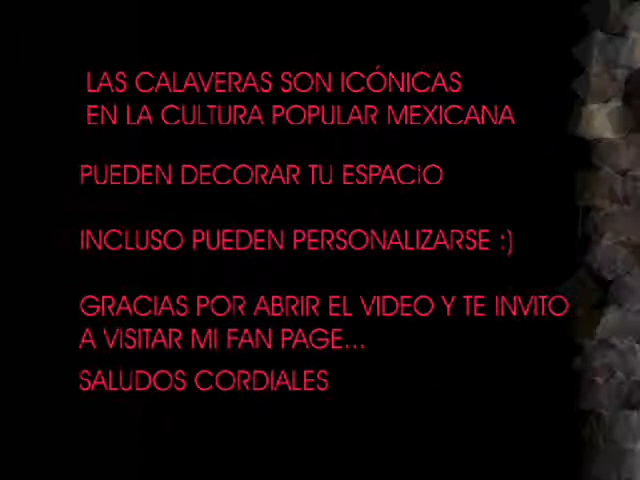 LAS CALAVERAS SON ICÓNICAS
EN LA CULTURA POPULAR MEXICANA
PUEDEN DECORAR TU ESPACIO
INCLUSO PUEDEN PERSONALIZARSE :)
GRACIAS POR ABRIR EL VIDEO Y TE INVITO
A VISITAR MI FAN PAGE...
SALUDOS CORDIALES